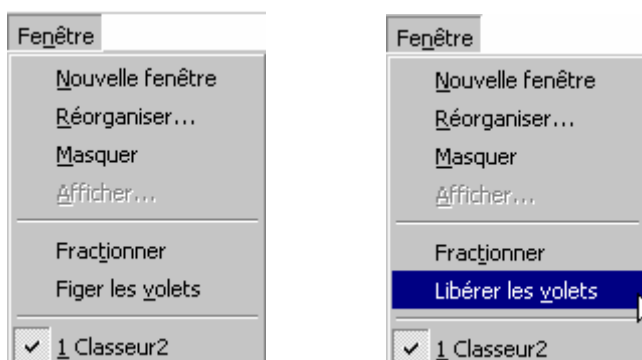 Fenêtre
Nouvelle fenêtre
Réorganiser...
Masquer
Afficher...
Fractionner
Figer les volets
1 Classeur2
Fenêtre
Nouvelle fenêtre
Réorganiser...
Masquer
Afficher...
Fractionner
Libérer les volets
1 Classeur2